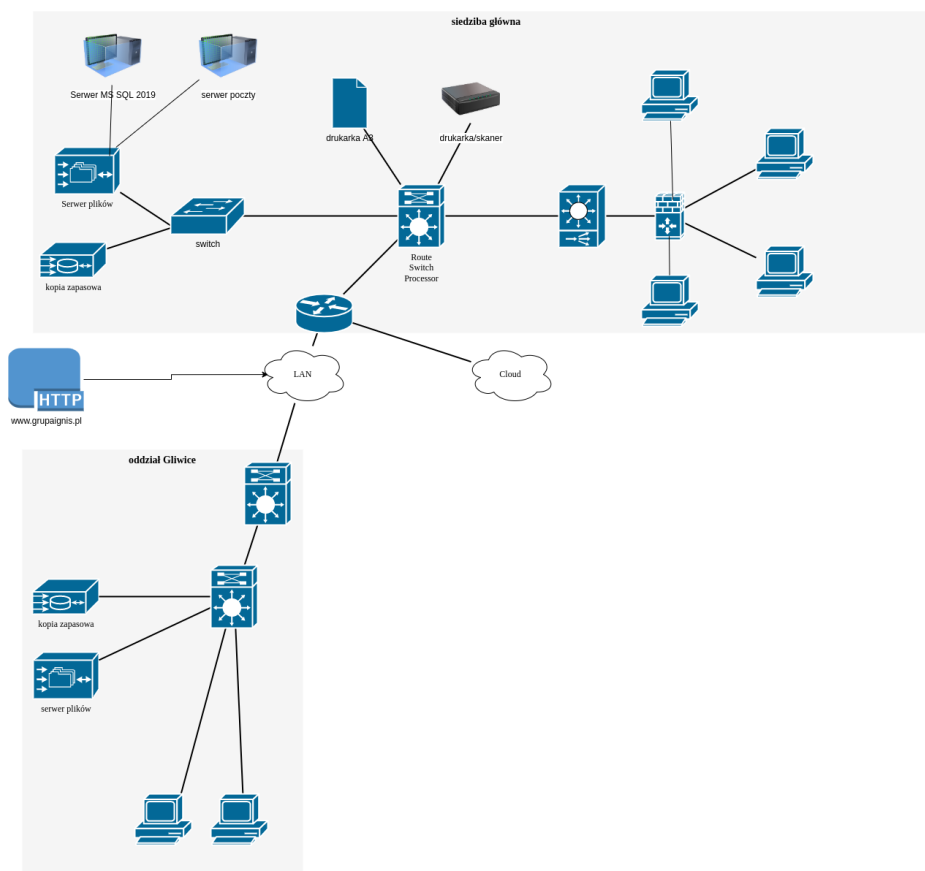 siedziba główna
Serwer MS SQL 2019
serwer poczty
drukarka A3
drukarka/skaner
Serwer plików
switch
kopia zapasowa
Route
Switch
Processor
LAN
Cloud
HTTP
www.grupaignis.pl
oddział Gliwice
kopia zapasowa
serwer plików